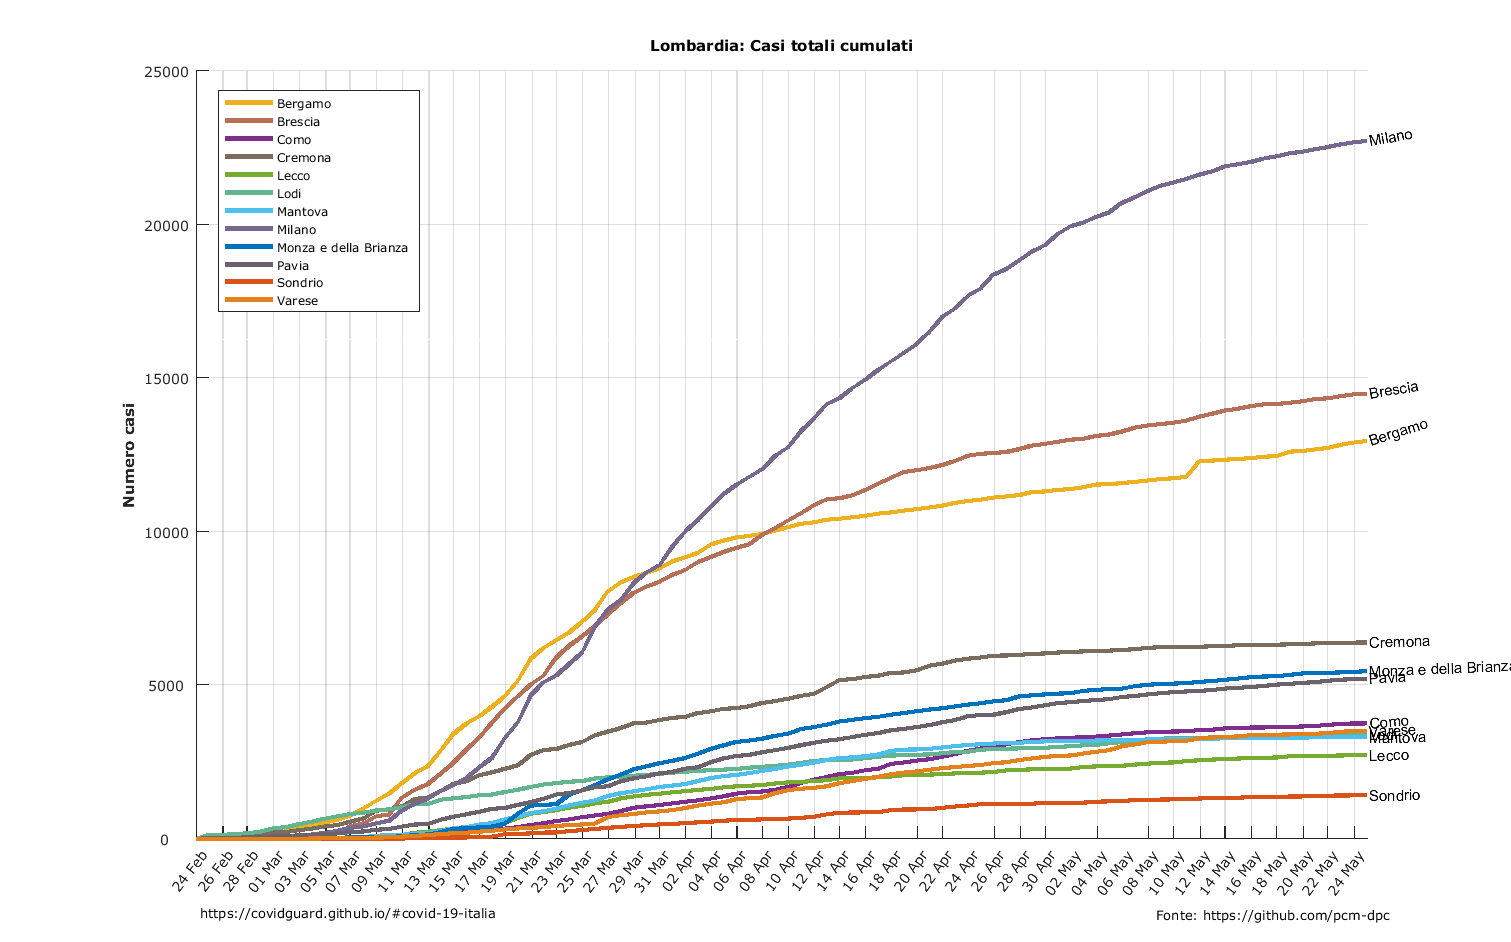 Lombardia: Casi totali cumulati
25000
20000
15000
10000
5000
0
Numero casi
Bergamo
Brescia
Como
Cremona
Lecco
Lodi
Mantova
Milano
Monza e della Brianza
Pavia
Sondrio
Varese
Milano
Brescia
Bergamo
Cremona
Monza e della Brianza
Pavia
Como
Varese
Mantova
Lecco
Sondrio
24 Feb
26 Feb
28 Feb
01 Mar
03 Mar
05 Mar
07 Mar
09 Mar
11 Mar
13 Mar
15 Mar
17 Mar
19 Mar
21 Mar
23 Mar
25 Mar
27 Mar
29 Mar
31 Mar
02 Apr
04 Apr
06 Apr
08 Apr
10 Apr
12 Apr
14 Apr
16 Apr
18 Apr
20 Apr
22 Apr
24 Apr
26 Apr
28 Apr
30 Apr
02 May
04 May
06 May
08 May
10 May
12 May
14 May
16 May
18 May
20 May
22 May
24 May
https://covidguard.github.io/#covid-19-italia
Fonte: https://github.com/pcm-dpc